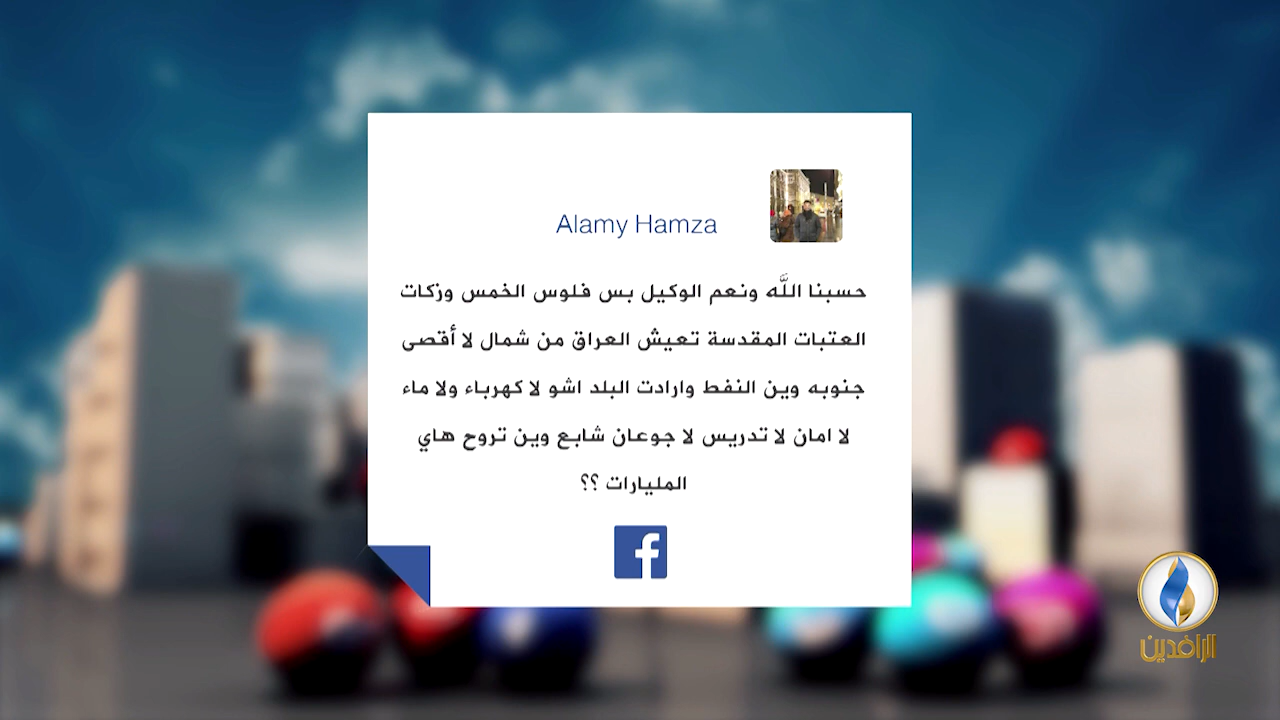 Alamy Hamza
حسبنا اللَّه ونعم الوكيل بس فلوس الخمس وزكات
العتبات المقدسة تعيش العراق من شمال لا أقصى
جنوبه وين النفط وارادت البلد اشو لا كهرباء ولا ماء
لا امان لا تدريس لا جوعان شابع وين تروح هاي
المليارات ؟؟
f
الرافدين